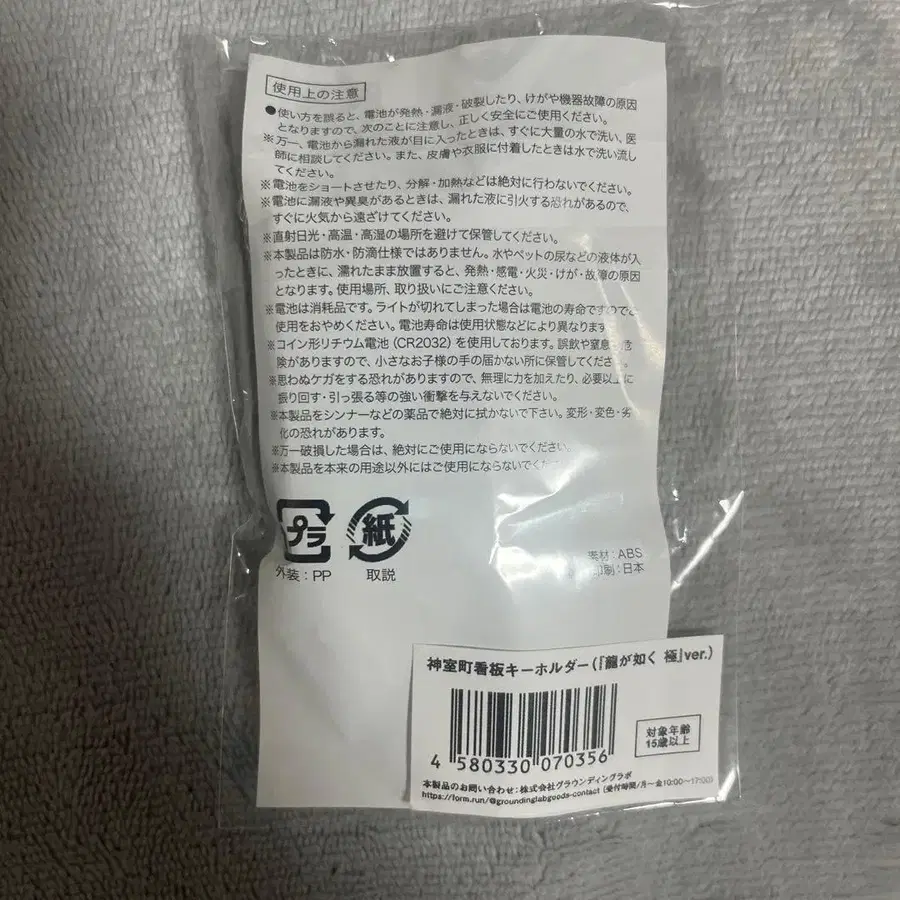 使用上の注意
●使い方を誤ると、電池が発熱・漏液・破製したり、けがや機器故障の原因
となりますので、次のことに注意し、正しく安全にご使用ください。
※万一、電池から漏れた液が目に入ったときは、すぐに大量の水で洗い、医
師に相談してください。また、皮膚や衣服に付着したときは水で洗い流し
てください。
※電池をショートさせたり、分解・加熱などは絶対に行わないでください。
※電池に漏液や異臭があるときは、漏れた液に引火する恐れがあるので、
すぐに火気から遠ざけてください。
※直射日光・高温・高湿の場所を避けて保管してください。
※本製品は防水・防滴仕様ではありません。水やペットの尿などの液体が入
ったときに、濡れたまま放置すると、発熱・感電・火災・けが・故障の原因
となります。使用場所、取り扱いにご注意ください。
※電池は消耗品です。ライトが切れてしまった場合は電池の寿命ですので
使用をおやめください。電池寿命は使用状態などにより異なります
※コイン形リチウム電池(CR2032)を使用しております。誤飲や窒息 危
険がありますので、小さなお子様の手の届かない所に保管してくださ
※思わぬケガをする恐れがありますので、無理に力を加えたり、必要以上に
振り回す・引っ張る等の強い衝撃を与えないでください。
※本製品をシンナーなどの薬品で絶対に拭かないで下さい。変形・変色・劣
化の恐れがあります。
※万一破損した場合は、絶対にご使用にならないでください。
※本製品を本来の用途以外にはご使用にならないでくだ
プラ
紙
外装：PP
取説
素材：ABS
印刷：日本
神室町看板キーホルダー(『龍が如く 極』ver.)
対象年齢
15歳以上
4 580330 070356
本製品のお問い合わせ：株式会社グラウンディングラボ
https://form.run/@groundinglabgoods-contact (受付時間/月〜金10:00〜17:00)